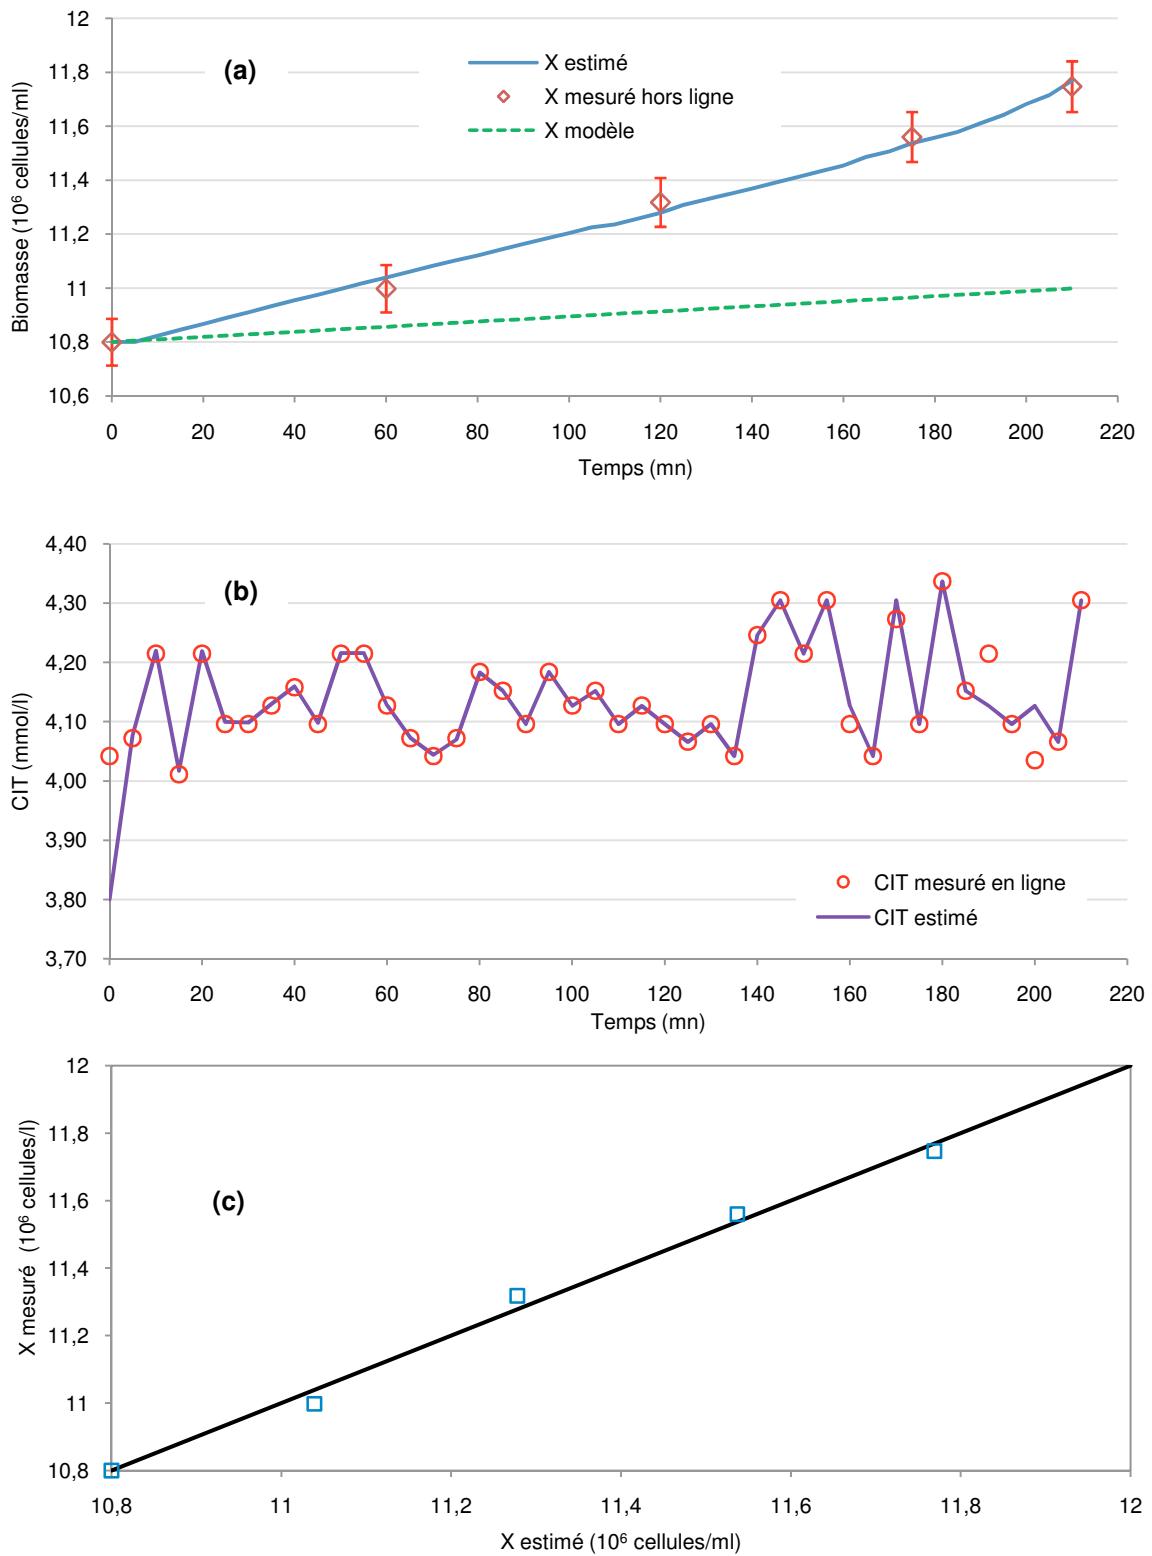 12
11,8
11,6
11,4
11,2
11
10,8
10,6
Biomasse (10⁶ cellules/ml)
(a)
X estimé
X mesuré hors ligne
X modèle
0 20 40 60 80 100 120 140 160 180 200 220
Temps (mn)
4,40
4,30
4,20
4,10
4,00
3,90
3,80
3,70
CIT (mmol/l)
(b)
CIT mesuré en ligne
CIT estimé
0 20 40 60 80 100 120 140 160 180 200 220
Temps (mn)
12
11,8
11,6
11,4
11,2
11
10,8
X mesuré (10⁶ cellules/l)
(c)
10,8 11 11,2 11,4 11,6 11,8 12
X estimé (10⁶ cellules/ml)